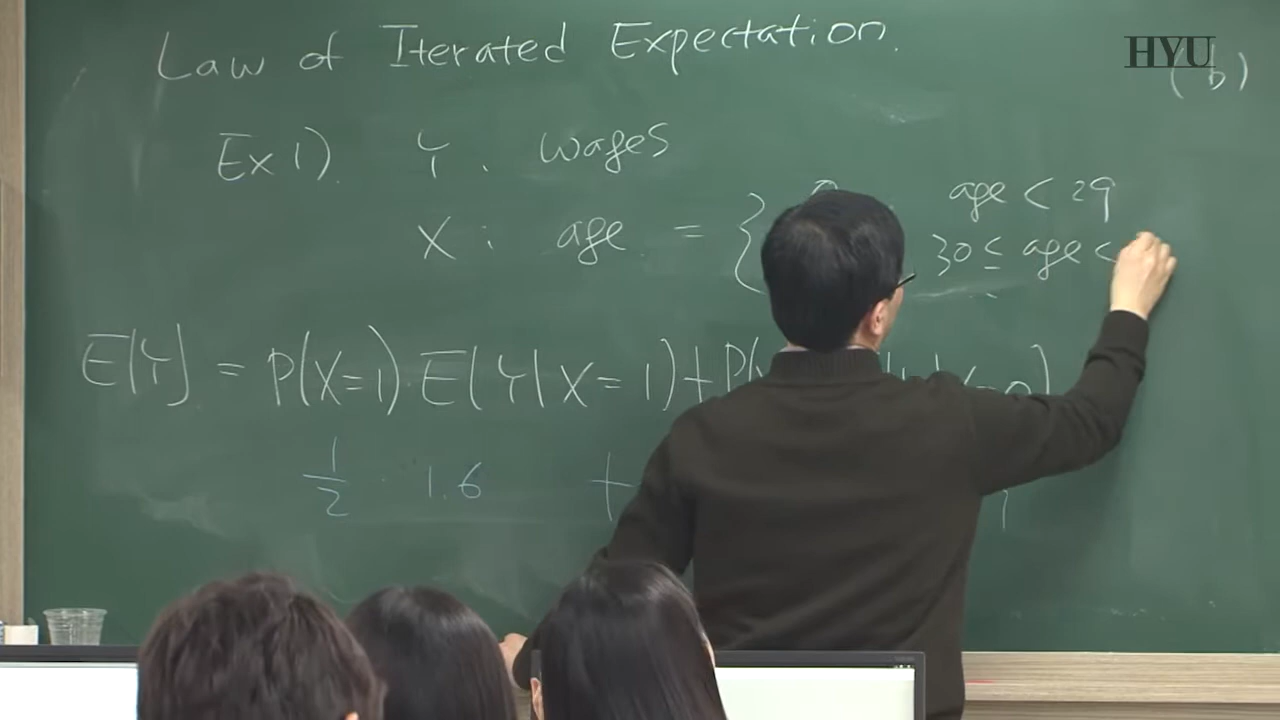 HYU
(b)
Law of Iterated Expectation.
Ex 1). Y . wages
X : age = { age < 29
30 ≤ age <
E[Y] = P(X=1) · E(Y|X=1) + P(X =0)
1/2 · 1.6 +